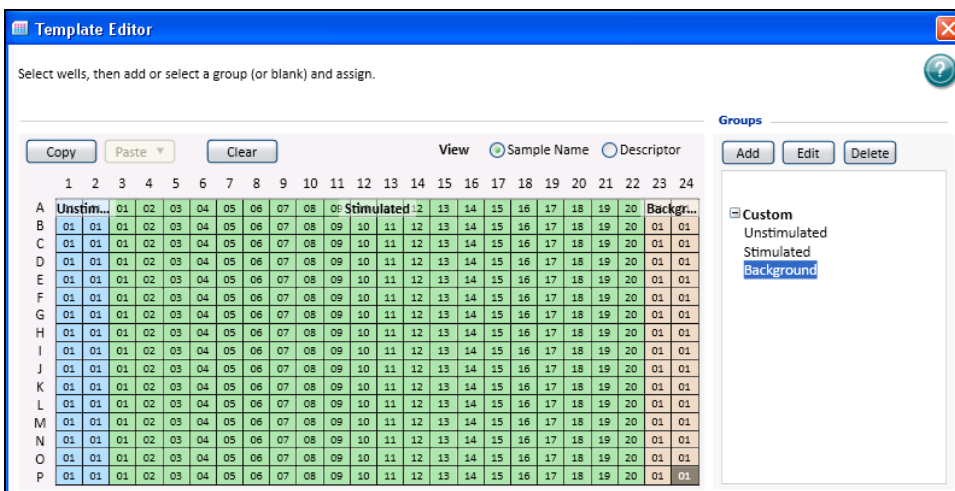 Template Editor
Select wells, then add or select a group (or blank) and assign.
Groups
Copy Paste Clear View Sample Name Descriptor
Add Edit Delete
1 2 3 4 5 6 7 8 9 10 11 12 13 14 15 16 17 18 19 20 21 22 23 24
A Unstim... 01 02 03 04 05 06 07 08 09 Stimulated 12 13 14 15 16 17 18 19 20 Backgr...
B 01 01 01 02 03 04 05 06 07 08 09 10 11 12 13 14 15 16 17 18 19 20 01 01
C 01 01 01 02 03 04 05 06 07 08 09 10 11 12 13 14 15 16 17 18 19 20 01 01
D 01 01 01 02 03 04 05 06 07 08 09 10 11 12 13 14 15 16 17 18 19 20 01 01
E 01 01 01 02 03 04 05 06 07 08 09 10 11 12 13 14 15 16 17 18 19 20 01 01
F 01 01 01 02 03 04 05 06 07 08 09 10 11 12 13 14 15 16 17 18 19 20 01 01
G 01 01 01 02 03 04 05 06 07 08 09 10 11 12 13 14 15 16 17 18 19 20 01 01
H 01 01 01 02 03 04 05 06 07 08 09 10 11 12 13 14 15 16 17 18 19 20 01 01
I 01 01 01 02 03 04 05 06 07 08 09 10 11 12 13 14 15 16 17 18 19 20 01 01
J 01 01 01 02 03 04 05 06 07 08 09 10 11 12 13 14 15 16 17 18 19 20 01 01
K 01 01 01 02 03 04 05 06 07 08 09 10 11 12 13 14 15 16 17 18 19 20 01 01
L 01 01 01 02 03 04 05 06 07 08 09 10 11 12 13 14 15 16 17 18 19 20 01 01
M 01 01 01 02 03 04 05 06 07 08 09 10 11 12 13 14 15 16 17 18 19 20 01 01
N 01 01 01 02 03 04 05 06 07 08 09 10 11 12 13 14 15 16 17 18 19 20 01 01
O 01 01 01 02 03 04 05 06 07 08 09 10 11 12 13 14 15 16 17 18 19 20 01 01
P 01 01 01 02 03 04 05 06 07 08 09 10 11 12 13 14 15 16 17 18 19 20 01 01
Custom
Unstimulated
Stimulated
Background